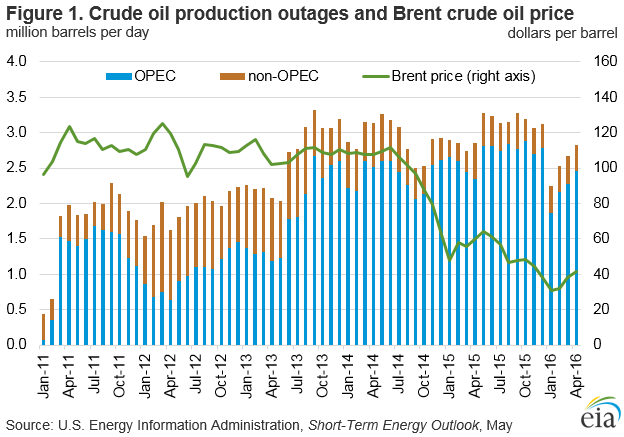 Figure 1. Crude oil production outages and Brent crude oil price
million barrels per day
dollars per barrel
OPEC
non-OPEC
Brent price (right axis)
4.0
3.5
3.0
2.5
2.0
1.5
1.0
0.5
0.0
160
140
120
100
80
60
40
20
0
Jan-11
Apr-11
Jul-11
Oct-11
Jan-12
Apr-12
Jul-12
Oct-12
Jan-13
Apr-13
Jul-13
Oct-13
Jan-14
Apr-14
Jul-14
Oct-14
Jan-15
Apr-15
Jul-15
Oct-15
Jan-16
Apr-16
Source: U.S. Energy Information Administration, Short-Term Energy Outlook, May
eia